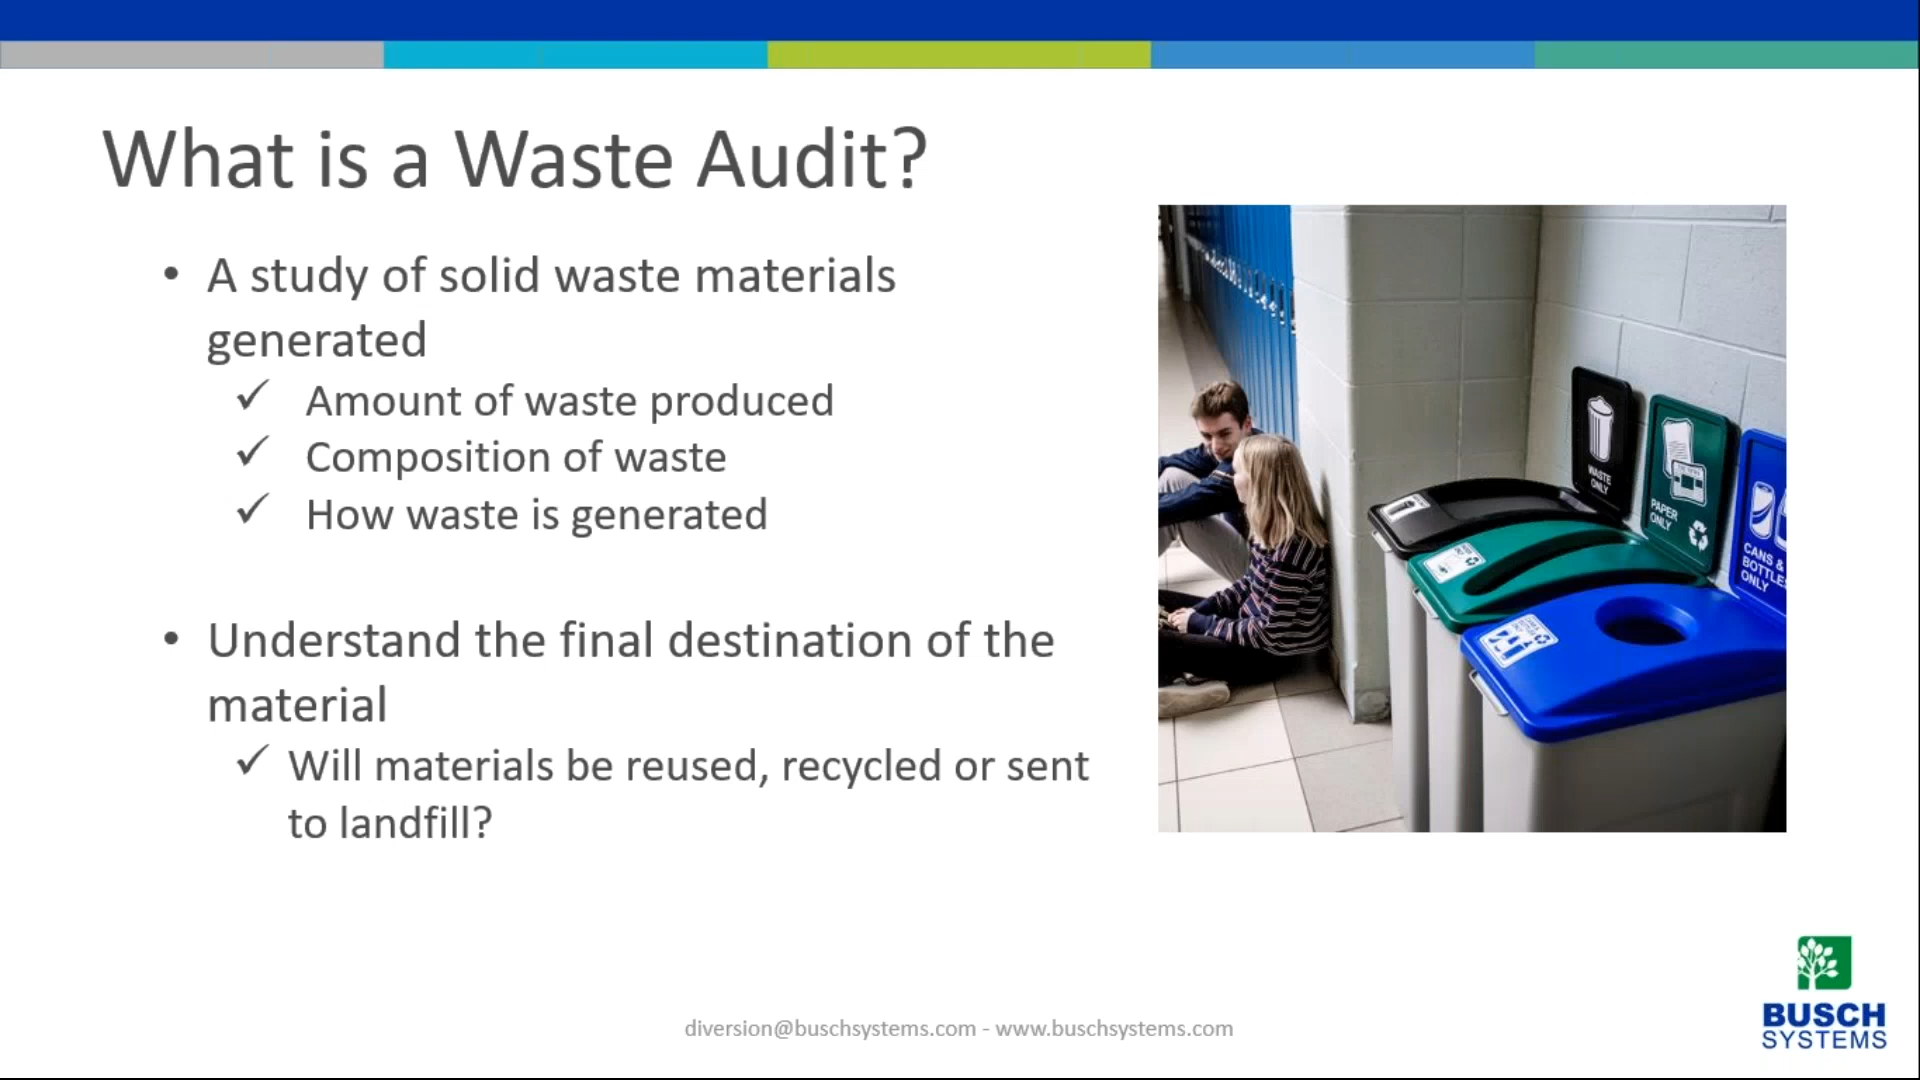 What is a Waste Audit?
• A study of solid waste materials
generated
✓ Amount of waste produced
✓ Composition of waste
✓ How waste is generated
• Understand the final destination of the
material
✓ Will materials be reused, recycled or sent
to landfill?
WASTE
ONLY
PAPER
ONLY
CANS &
BOTTLES
ONLY
diversion@buschsystems.com - www.buschsystems.com
BUSCH
SYSTEMS